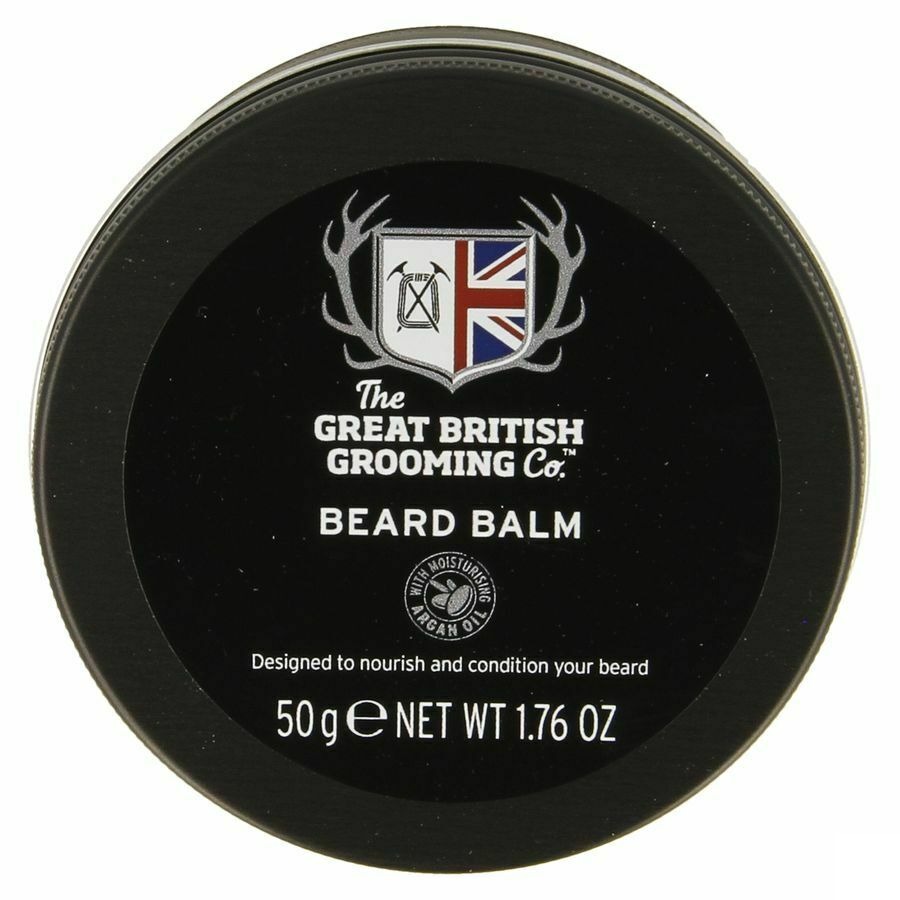 The
GREAT BRITISH
GROOMING Co.™
BEARD BALM
WITH MOISTURISING
ARGAN OIL
Designed to nourish and condition your beard
50 g ℮ NET WT 1.76 OZ